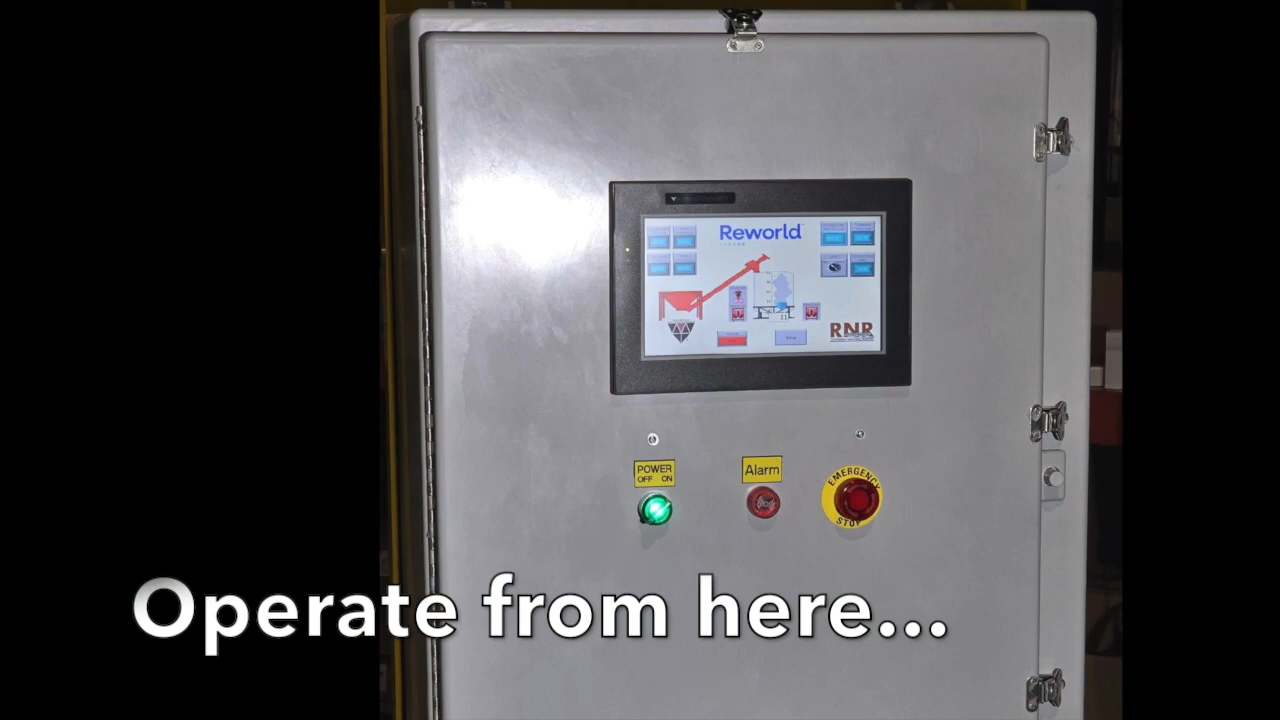 Reworld
RNR
POWER
OFF ON
Alarm
EMERGENCY
STOP
Operate from here...